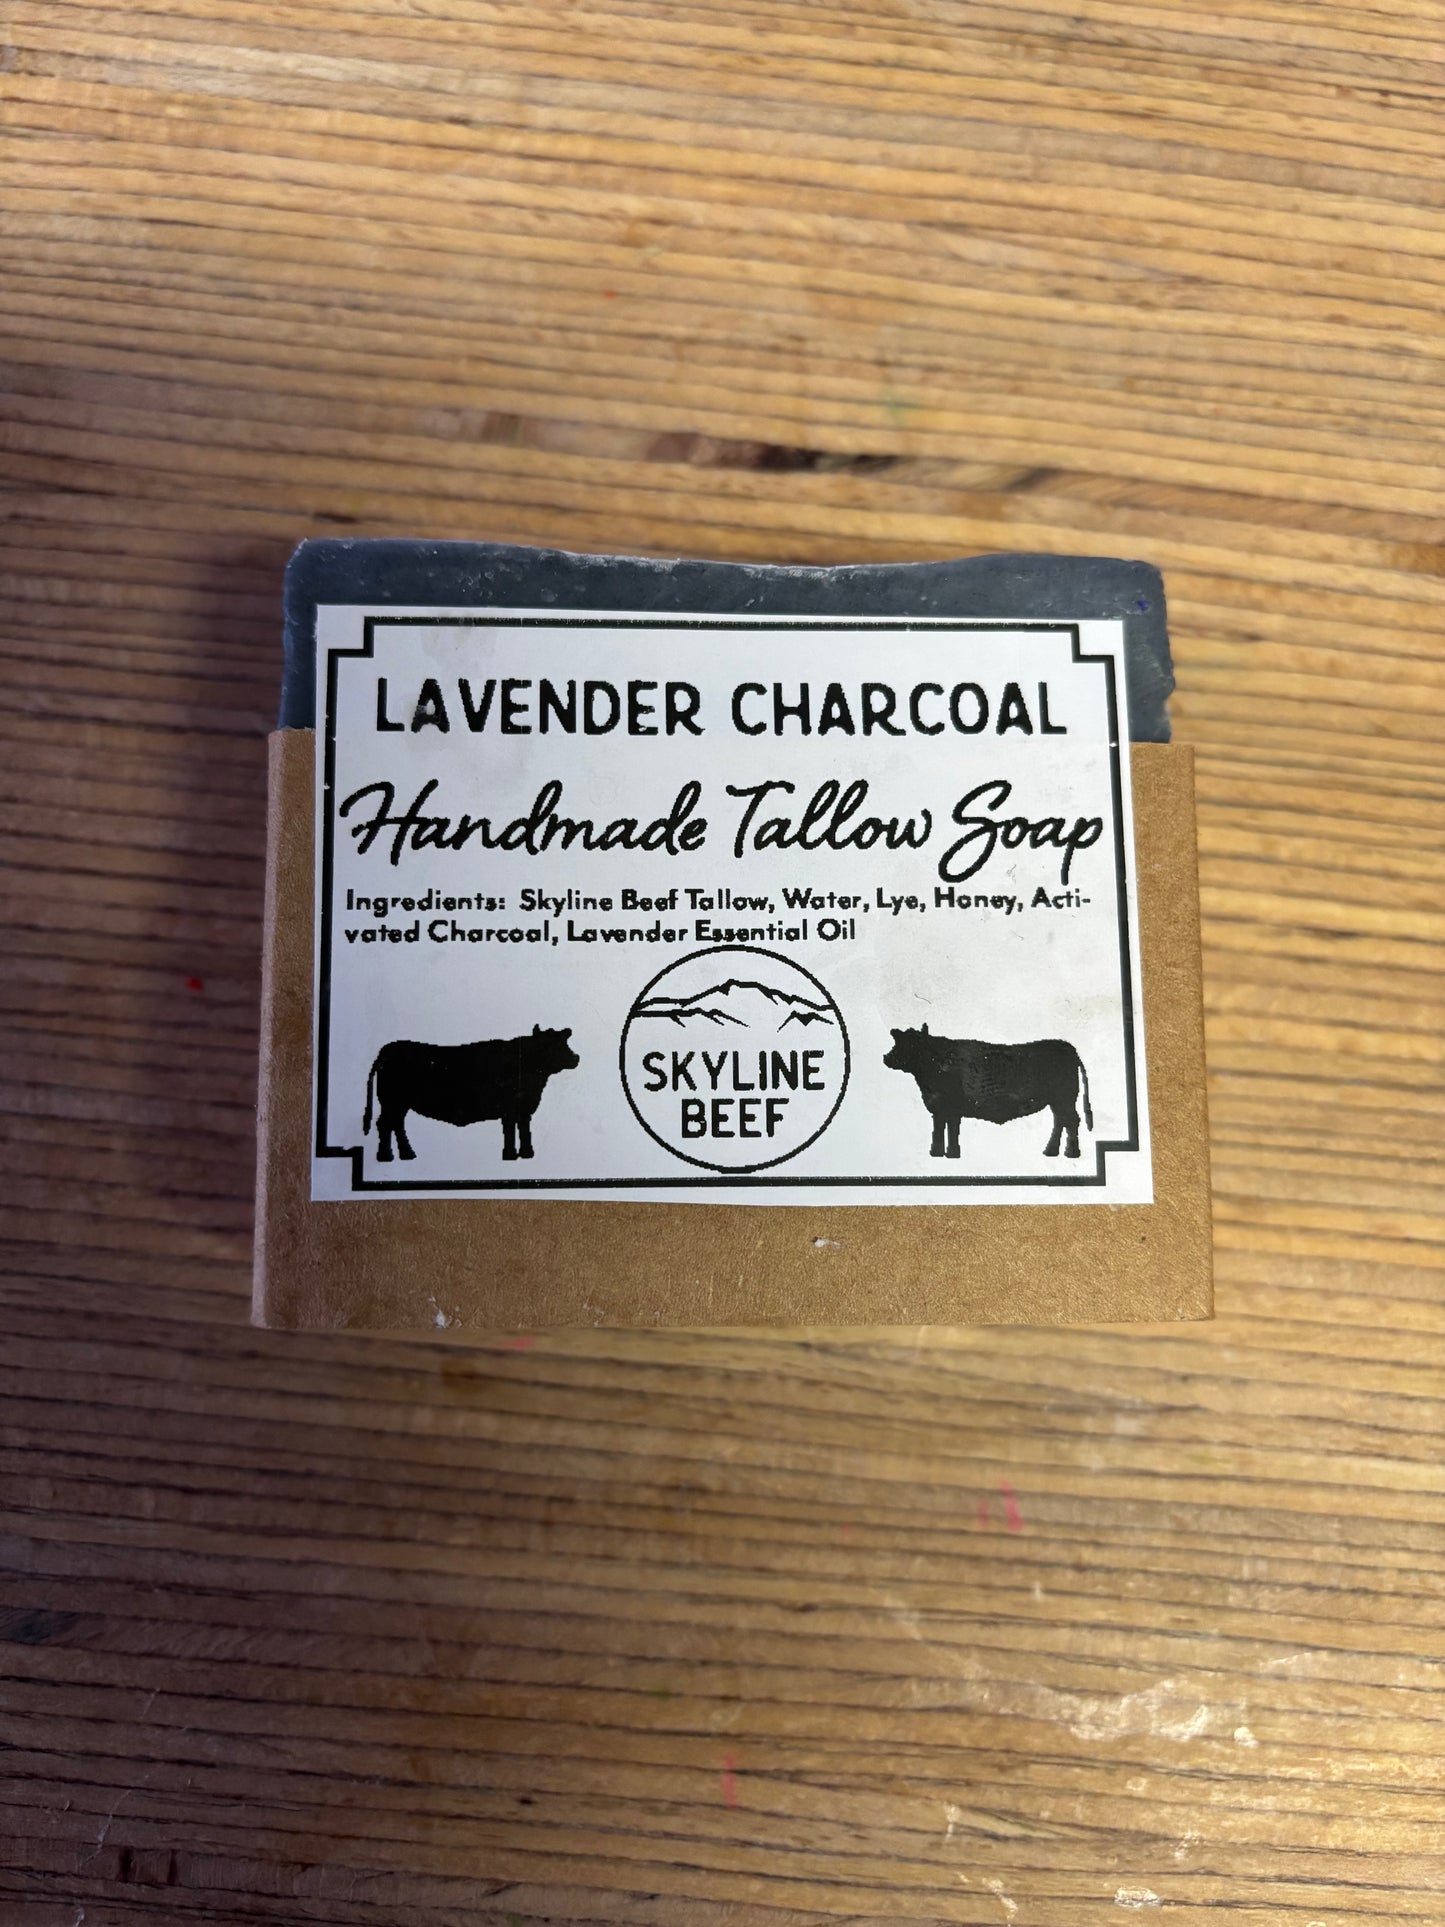 LAVENDER CHARCOAL
Handmade Tallow Soap
Ingredients: Skyline Beef Tallow, Water, Lye, Honey, Acti-
vated Charcoal, Lavender Essential Oil
SKYLINE
BEEF